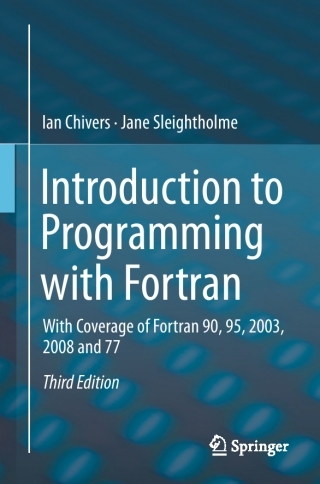 Ian Chivers · Jane Sleightholme
Introduction to
Programming
with Fortran
With Coverage of Fortran 90, 95, 2003,
2008 and 77
Third Edition
Springer